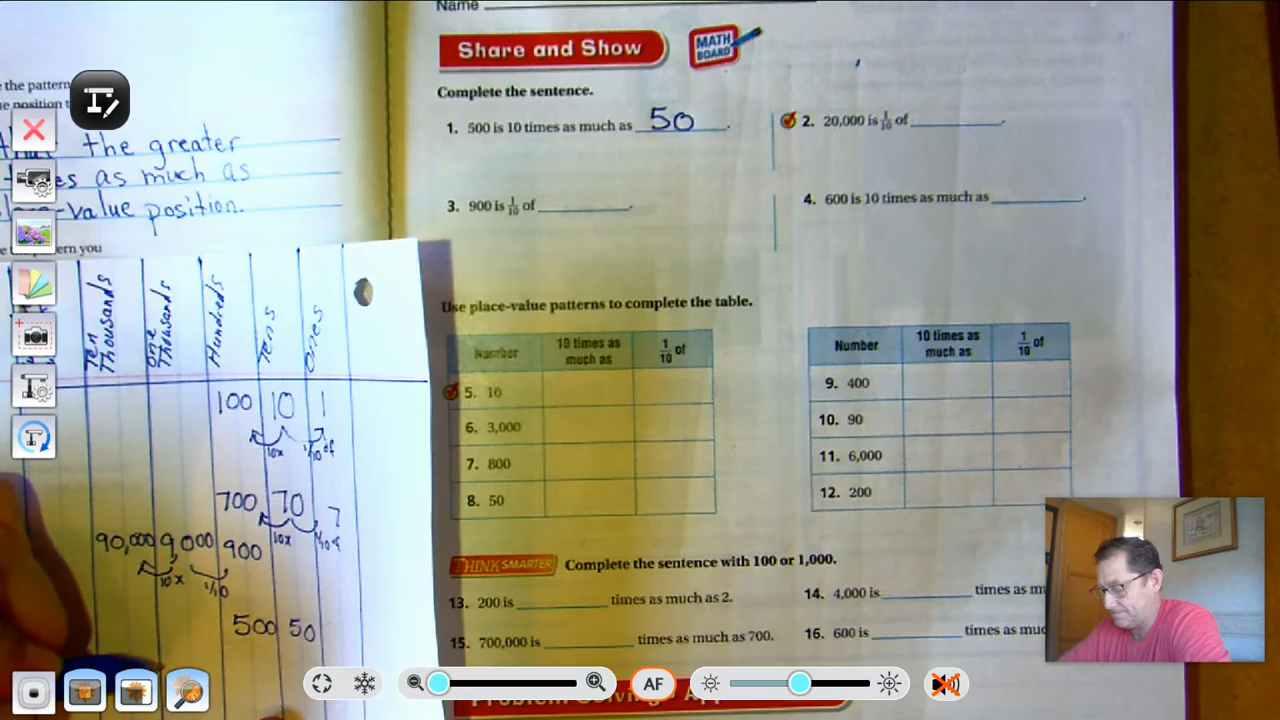 Name
Share and Show
MATH BOARD
Complete the sentence.
1. 500 is 10 times as much as 50.
2. 20,000 is 1/10 of
3. 900 is 1/10 of
4. 600 is 10 times as much as
Use place-value patterns to complete the table.
Number 10 times as much as 1/10 of
5. 10
6. 3,000
7. 800
8. 50
Number 10 times as much as 1/10 of
9. 400
10. 90
11. 6,000
12. 200
THINK SMARTER Complete the sentence with 100 or 1,000.
13. 200 is times as much as 2.
14. 4,000 is times as
15. 700,000 is times as much as 700.
16. 600 is times as
the pattern
position
the greater
as much as
value position.
you
Ten Thousands One Thousands Hundreds Tens Ones
100 10 1
10x 1/10 of
700 70 7
10x 1/10 of
90,000 9,000 900
10x 1/10
500 50
AF